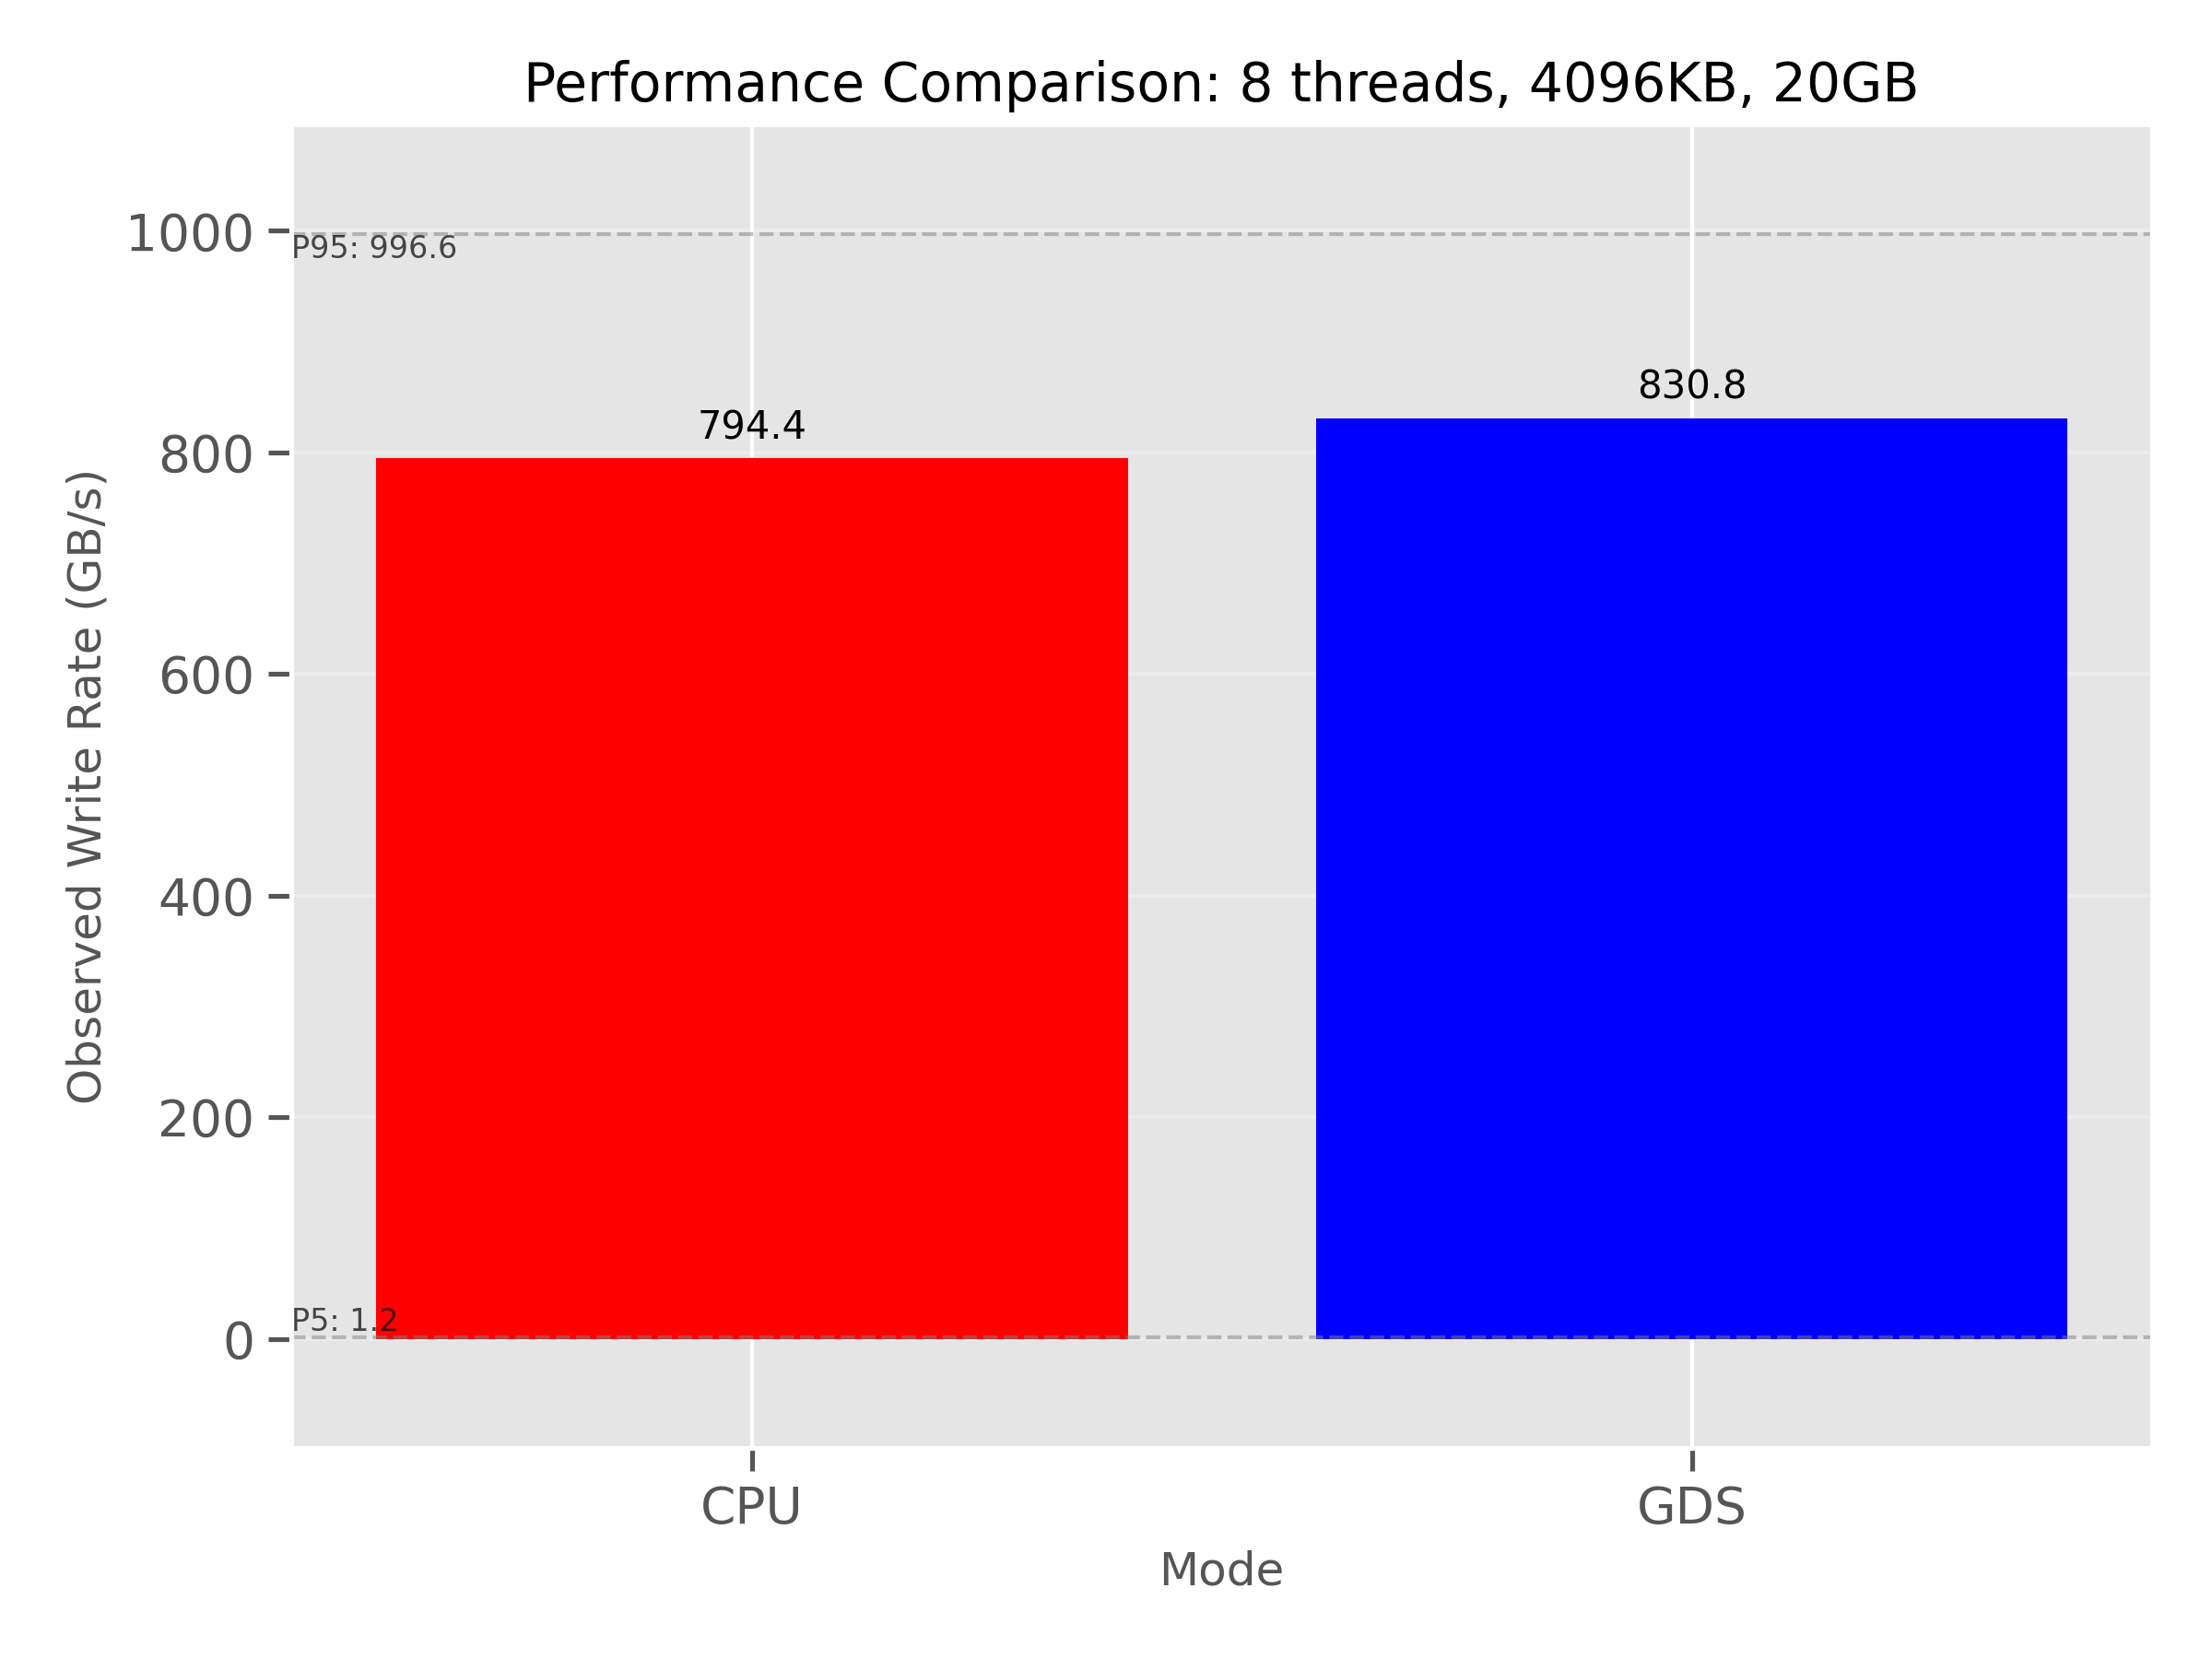 Performance Comparison: 8 threads, 4096KB, 20GB
Observed Write Rate (GB/s)
1000
800
600
400
200
0
P95: 996.6
794.4
830.8
P5: 1.2
CPU
GDS
Mode